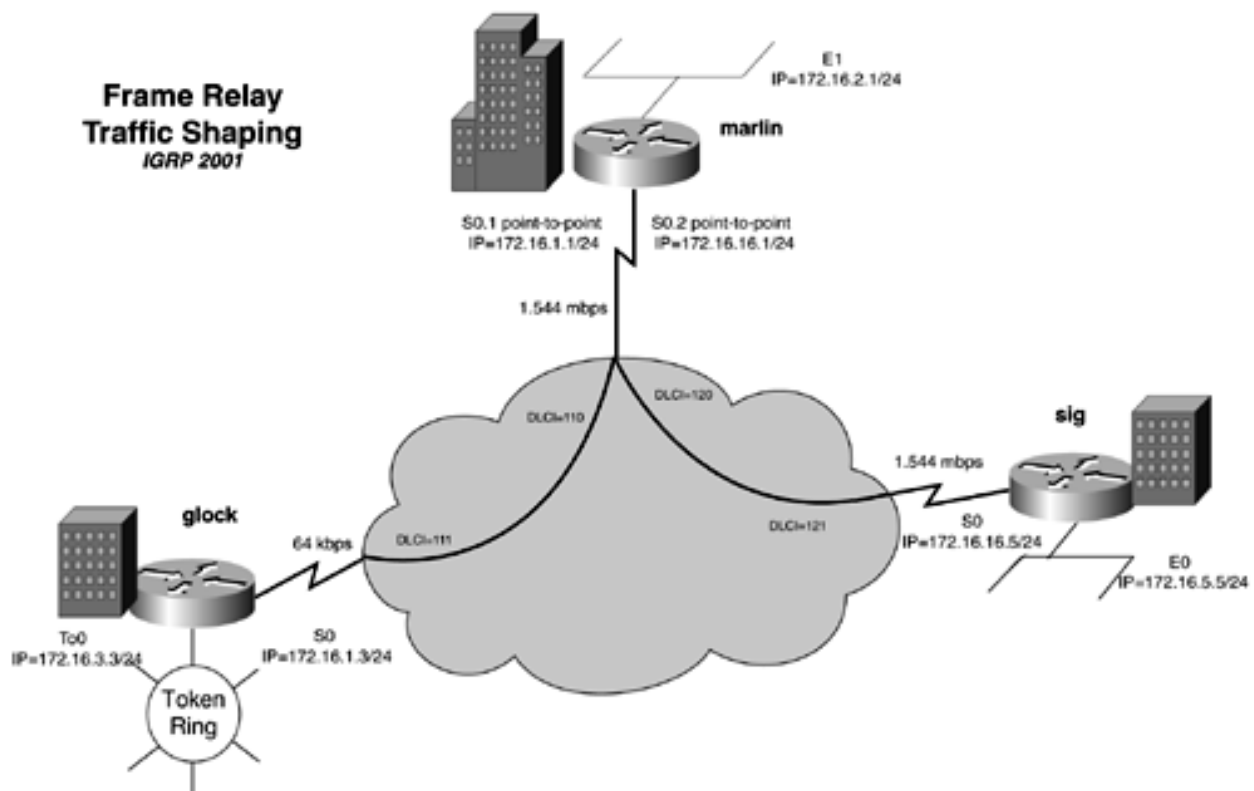 Frame Relay
Traffic Shaping
IGRP 2001
E1
IP=172.16.2.1/24
marlin
S0.1 point-to-point
IP=172.16.1.1/24
S0.2 point-to-point
IP=172.16.16.1/24
1.544 mbps
DLCI=110
DLCI=120
sig
1.544 mbps
glock
64 kbps
DLCI=111
DLCI=121
S0
IP=172.16.16.5/24
E0
IP=172.16.5.5/24
To0
IP=172.16.3.3/24
S0
IP=172.16.1.3/24
Token
Ring